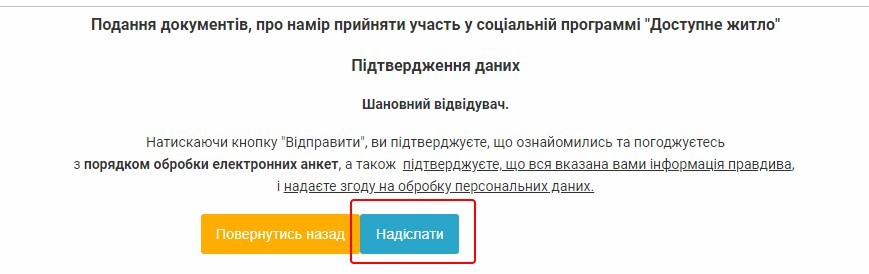 Подання документів, про намір прийняти участь у соціальній программі "Доступне житло"
Підтвердження даних
Шановний відвідувач.
Натискаючи кнопку "Відправити", ви підтверджуєте, що ознайомились та погоджуєтесь
з порядком обробки електронних анкет, а також підтверджуєте, що вся вказана вами інформація правдива,
і надаєте згоду на обробку персональних даних.
Повернутись назад Надіслати